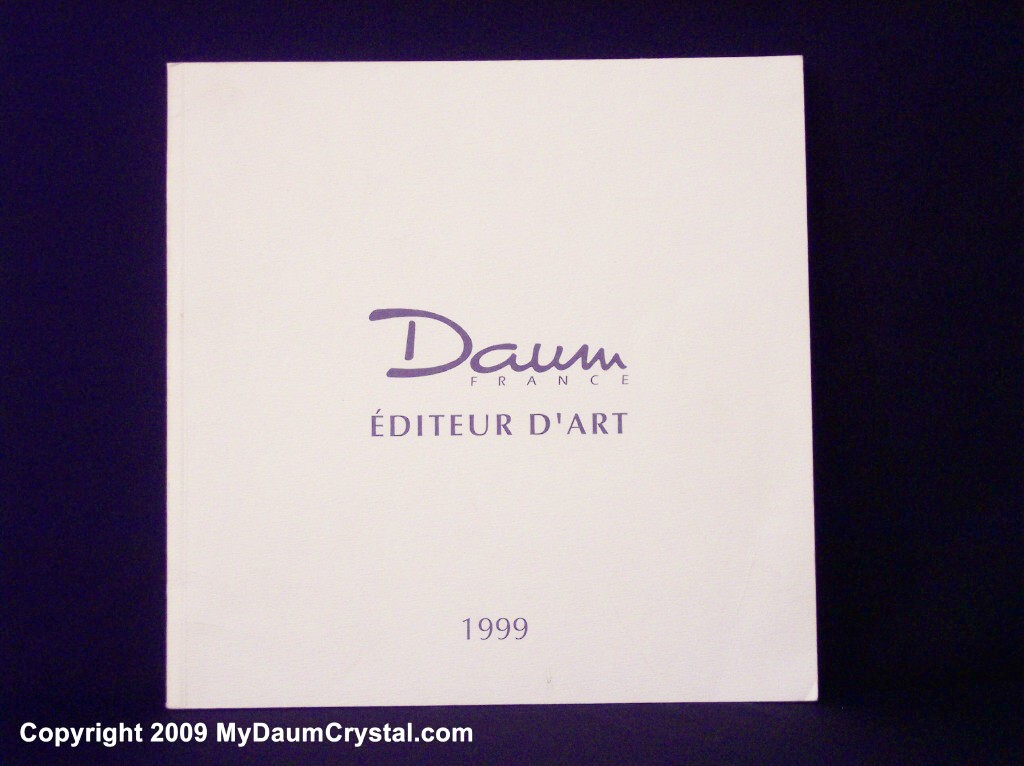 Daum
FRANCE
ÉDITEUR D'ART
1999
Copyright 2009 MyDaumCrystal.com